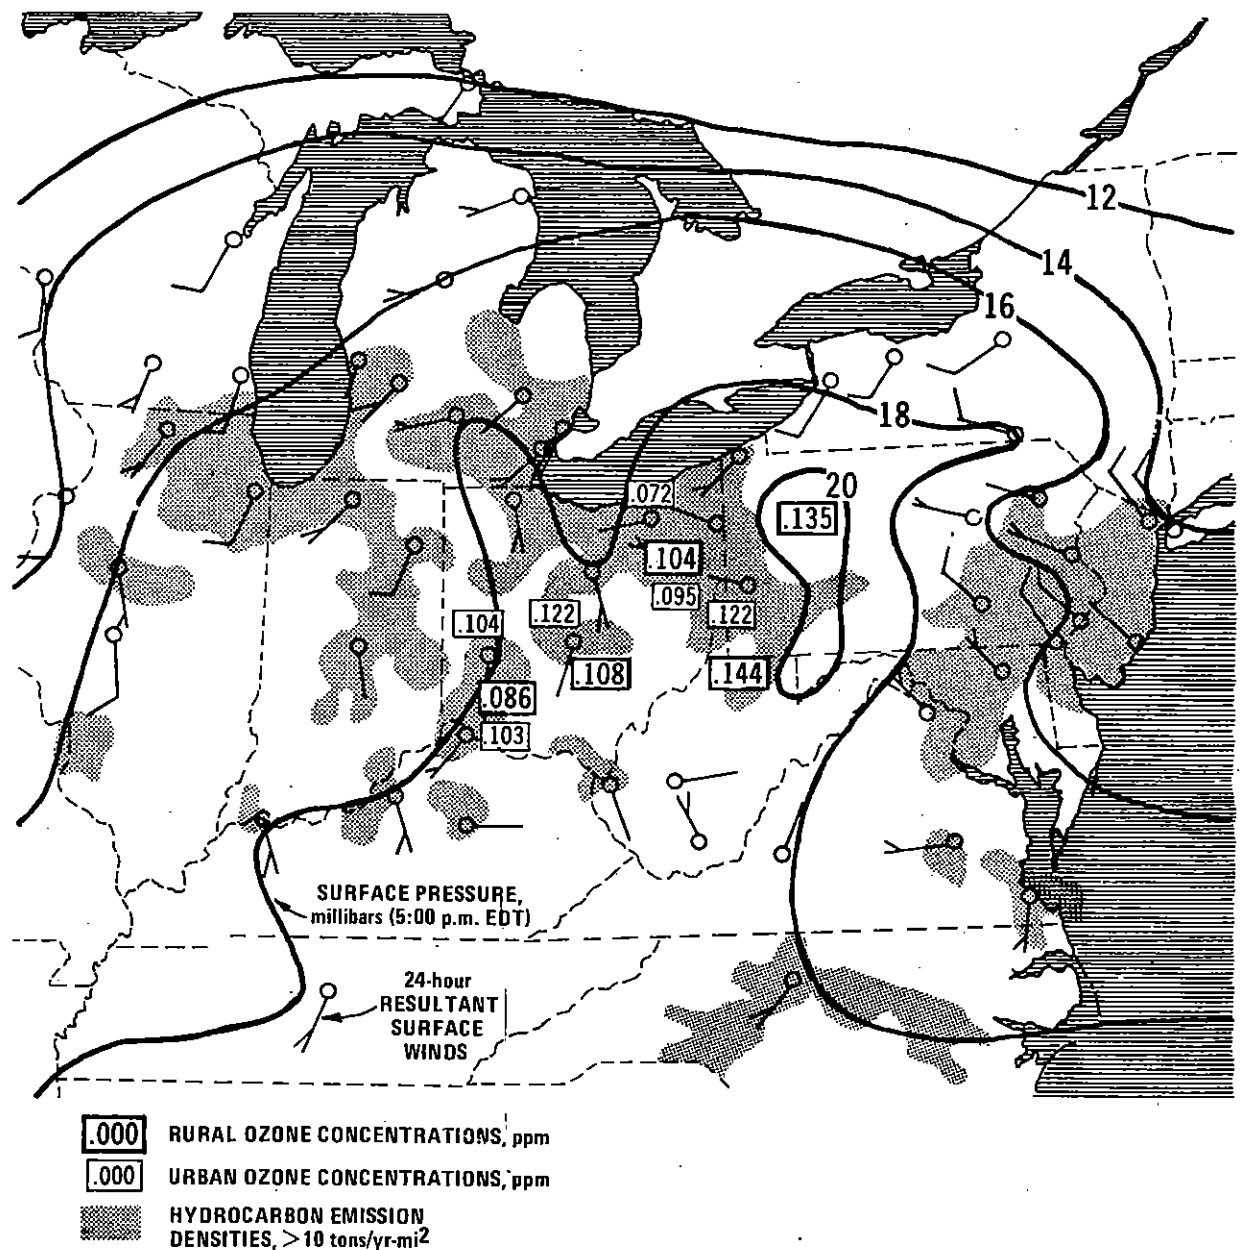 12
14
16
18
20
.072
.135
.104
.095
.122
.122
.104
.108
.144
.086
.103
SURFACE PRESSURE,
millibars (5:00 p.m. EDT)
24-hour
RESULTANT
SURFACE
WINDS
.000 RURAL OZONE CONCENTRATIONS, ppm
.000 URBAN OZONE CONCENTRATIONS, ppm
HYDROCARBON EMISSION
DENSITIES, >10 tons/yr-mi²